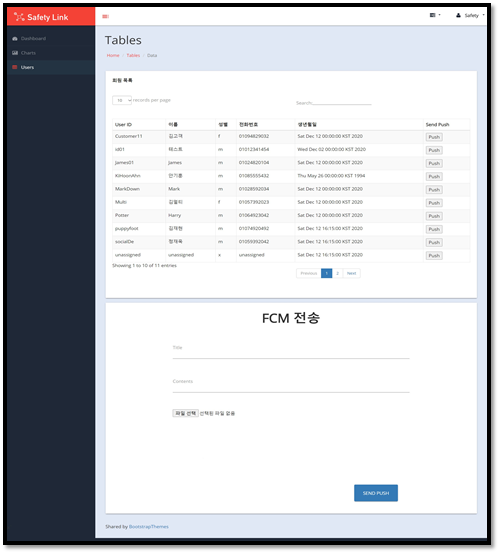 Safety Link
Safety
Dashboard
Charts
Users
Tables
Home Tables Data
회원 목록
10 records per page
Search:
User ID 이름 성별 전화번호 생년월일 Send Push
Customer11 김고객 f 01094829032 Sat Dec 12 00:00:00 KST 2020 Push
id01 테스트 m 01012341454 Wed Dec 02 00:00:00 KST 2020 Push
James01 James m 01024820104 Sat Dec 12 00:00:00 KST 2020 Push
KimsonAhn 안기훈 m 01085555432 Thu May 26 00:00:00 KST 1994 Push
MarkDown Mark m 01028592034 Sat Dec 12 00:00:00 KST 2020 Push
Multi 김멀티 f 01057392023 Sat Dec 12 00:00:00 KST 2020 Push
Potter Harry m 01064923042 Sat Dec 12 00:00:00 KST 2020 Push
puppyfoot 김재현 m 01374920492 Sat Dec 12 16:15:00 KST 2020 Push
socialDe 정재욱 m 01059392042 Sat Dec 12 16:15:00 KST 2020 Push
unassigned unassigned x unassigned Sat Dec 12 16:15:00 KST 2020 Push
Showing 1 to 10 of 11 entries
Previous 1 2 Next
FCM 전송
Title
Contents
파일 선택 선택된 파일 없음
SEND PUSH
Shared by BootstrapThemes